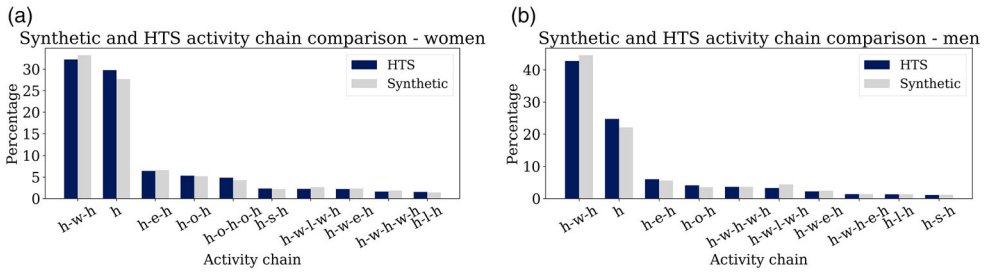 (a)
Synthetic and HTS activity chain comparison - women
Percentage
30
25
20
15
10
5
0
HTS
Synthetic
h-w-h
h
h-e-h
h-o-h
h-o-h-o-h
h-s-h
h-w-l-w-h
h-w-e-h
h-w-h-w-h
h-l-h
Activity chain
(b)
Synthetic and HTS activity chain comparison - men
Percentage
40
30
20
10
0
HTS
Synthetic
h-w-h
h
h-e-h
h-o-h
h-w-h-w-h
h-w-l-w-h
h-w-e-h
h-w-h-e-h
h-l-h
h-s-h
Activity chain